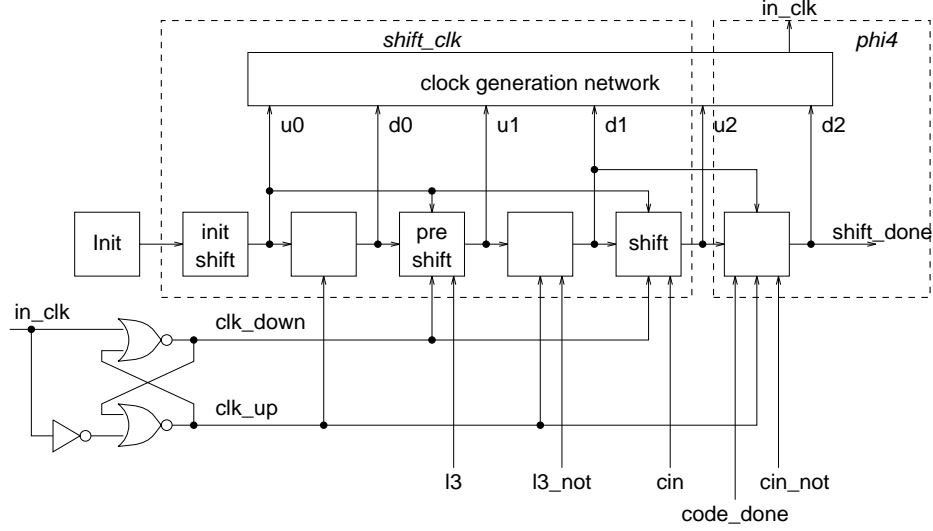 in_clk
shift_clk
phi4
clock generation network
u0
d0
u1
d1
u2
d2
Init
init
shift
pre
shift
shift
shift_done
in_clk
clk_down
clk_up
l3
l3_not
cin
cin_not
code_done